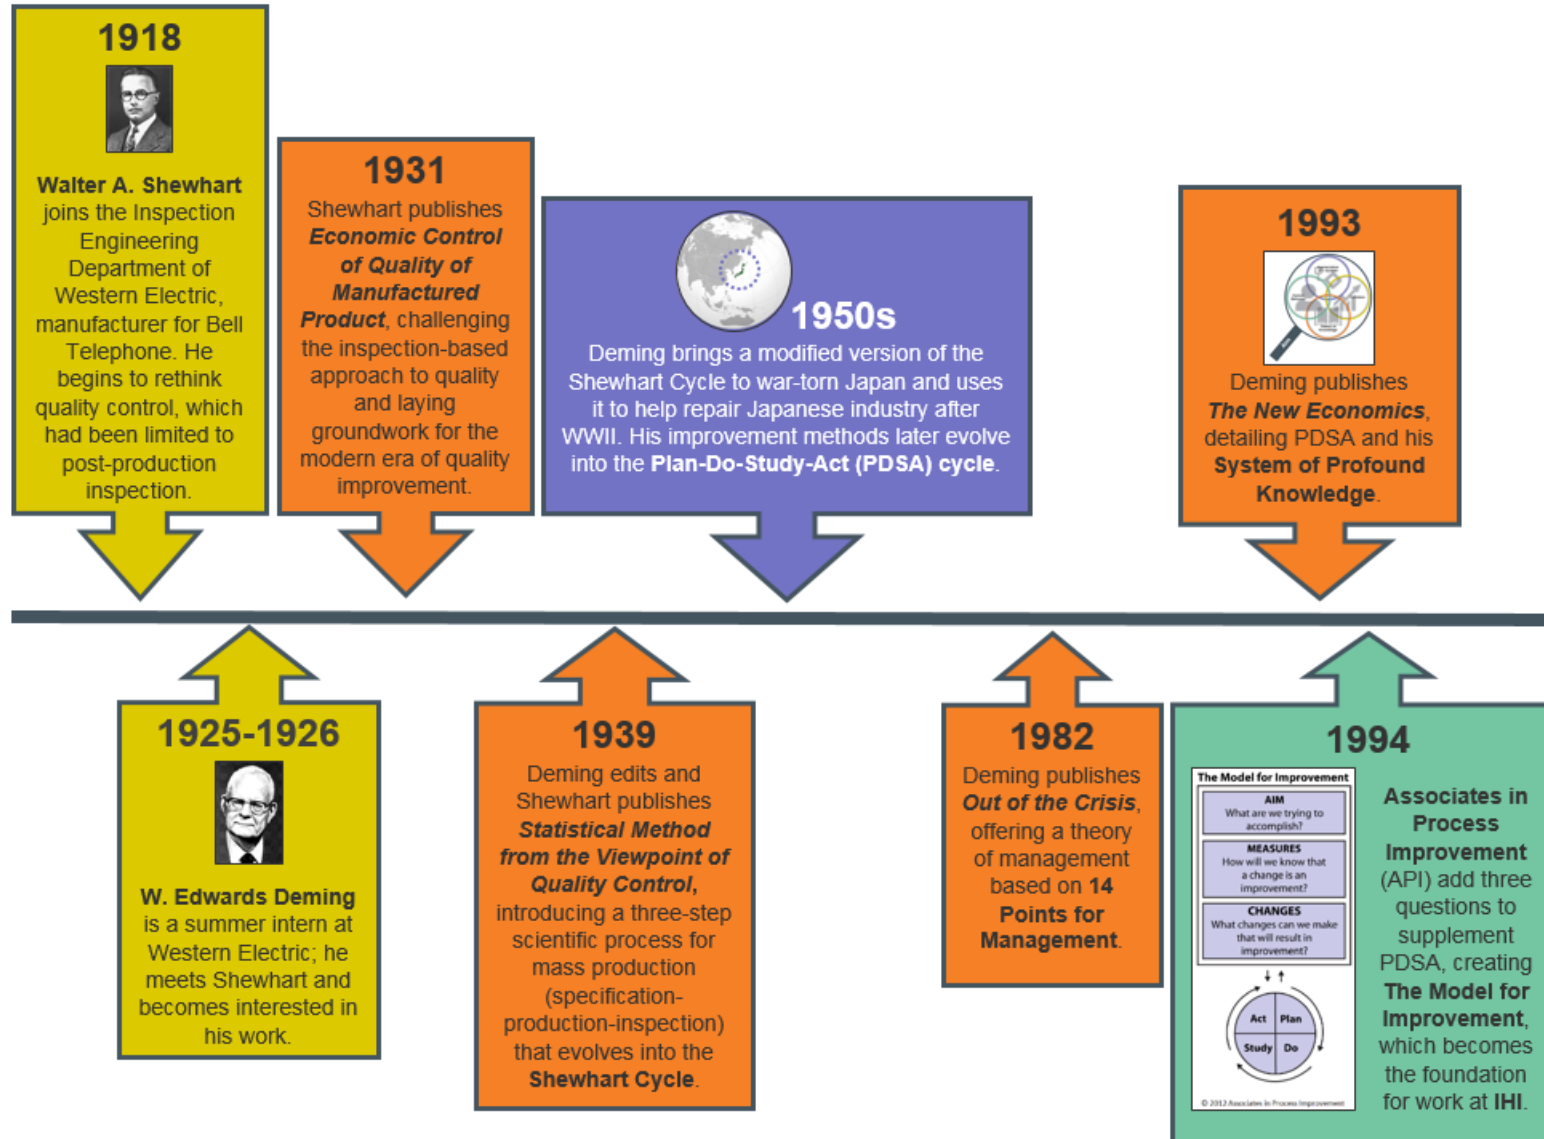 1918
Walter A. Shewhart
joins the Inspection
Engineering
Department of
Western Electric,
manufacturer for Bell
Telephone. He
begins to rethink
quality control, which
had been limited to
post-production
inspection.
1931
Shewhart publishes
Economic Control
of Quality of
Manufactured
Product, challenging
the inspection-based
approach to quality
and laying
groundwork for the
modern era of quality
improvement.
1950s
Deming brings a modified version of the
Shewhart Cycle to war-torn Japan and uses
it to help repair Japanese industry after
WWII. His improvement methods later evolve
into the Plan-Do-Study-Act (PDSA) cycle.
1993
Deming publishes
The New Economics,
detailing PDSA and his
System of Profound
Knowledge.
1925-1926
W. Edwards Deming
is a summer intern at
Western Electric; he
meets Shewhart and
becomes interested in
his work.
1939
Deming edits and
Shewhart publishes
Statistical Method
from the Viewpoint of
Quality Control,
introducing a three-step
scientific process for
mass production
(specification-
production-inspection)
that evolves into the
Shewhart Cycle.
1982
Deming publishes
Out of the Crisis,
offering a theory
of management
based on 14
Points for
Management.
1994
The Model for Improvement
AIM
What are we trying to
accomplish?
MEASURES
How will we know that
a change is an
improvement?
CHANGES
What changes can we make
that will result in
improvement?
Act Plan
Study Do
© 2012 Associates in Process Improvement
Associates in
Process
Improvement
(API) add three
questions to
supplement
PDSA, creating
The Model for
Improvement,
which becomes
the foundation
for work at IHI.